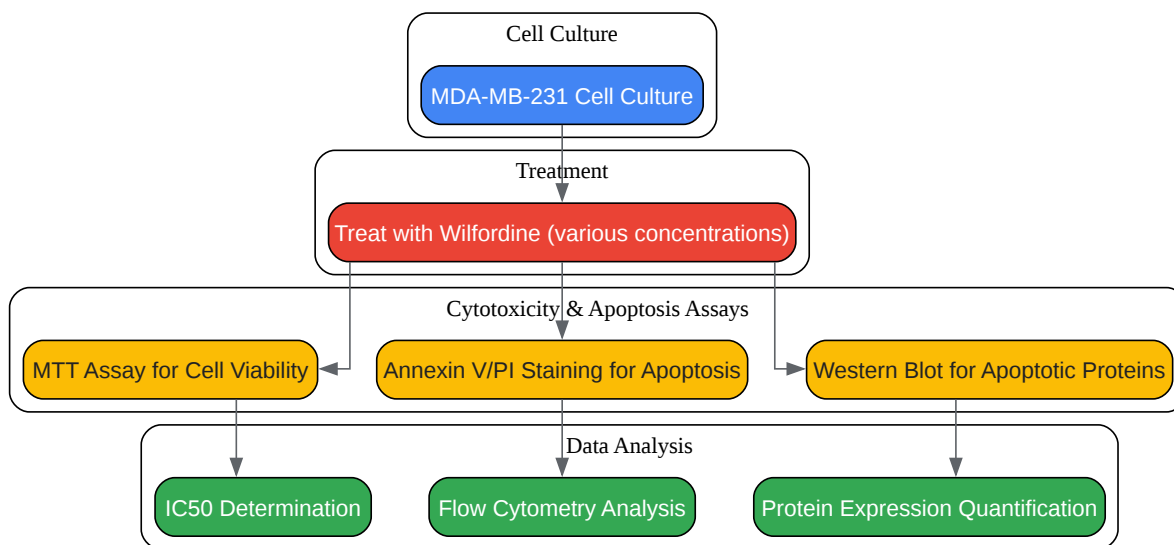 Cell Culture
MDA-MB-231 Cell Culture
Treatment
Treat with Wilfordine (various concentrations)
Cytotoxicity & Apoptosis Assays
MTT Assay for Cell Viability
Annexin V/PI Staining for Apoptosis
Western Blot for Apoptotic Proteins
Data Analysis
IC50 Determination
Flow Cytometry Analysis
Protein Expression Quantification